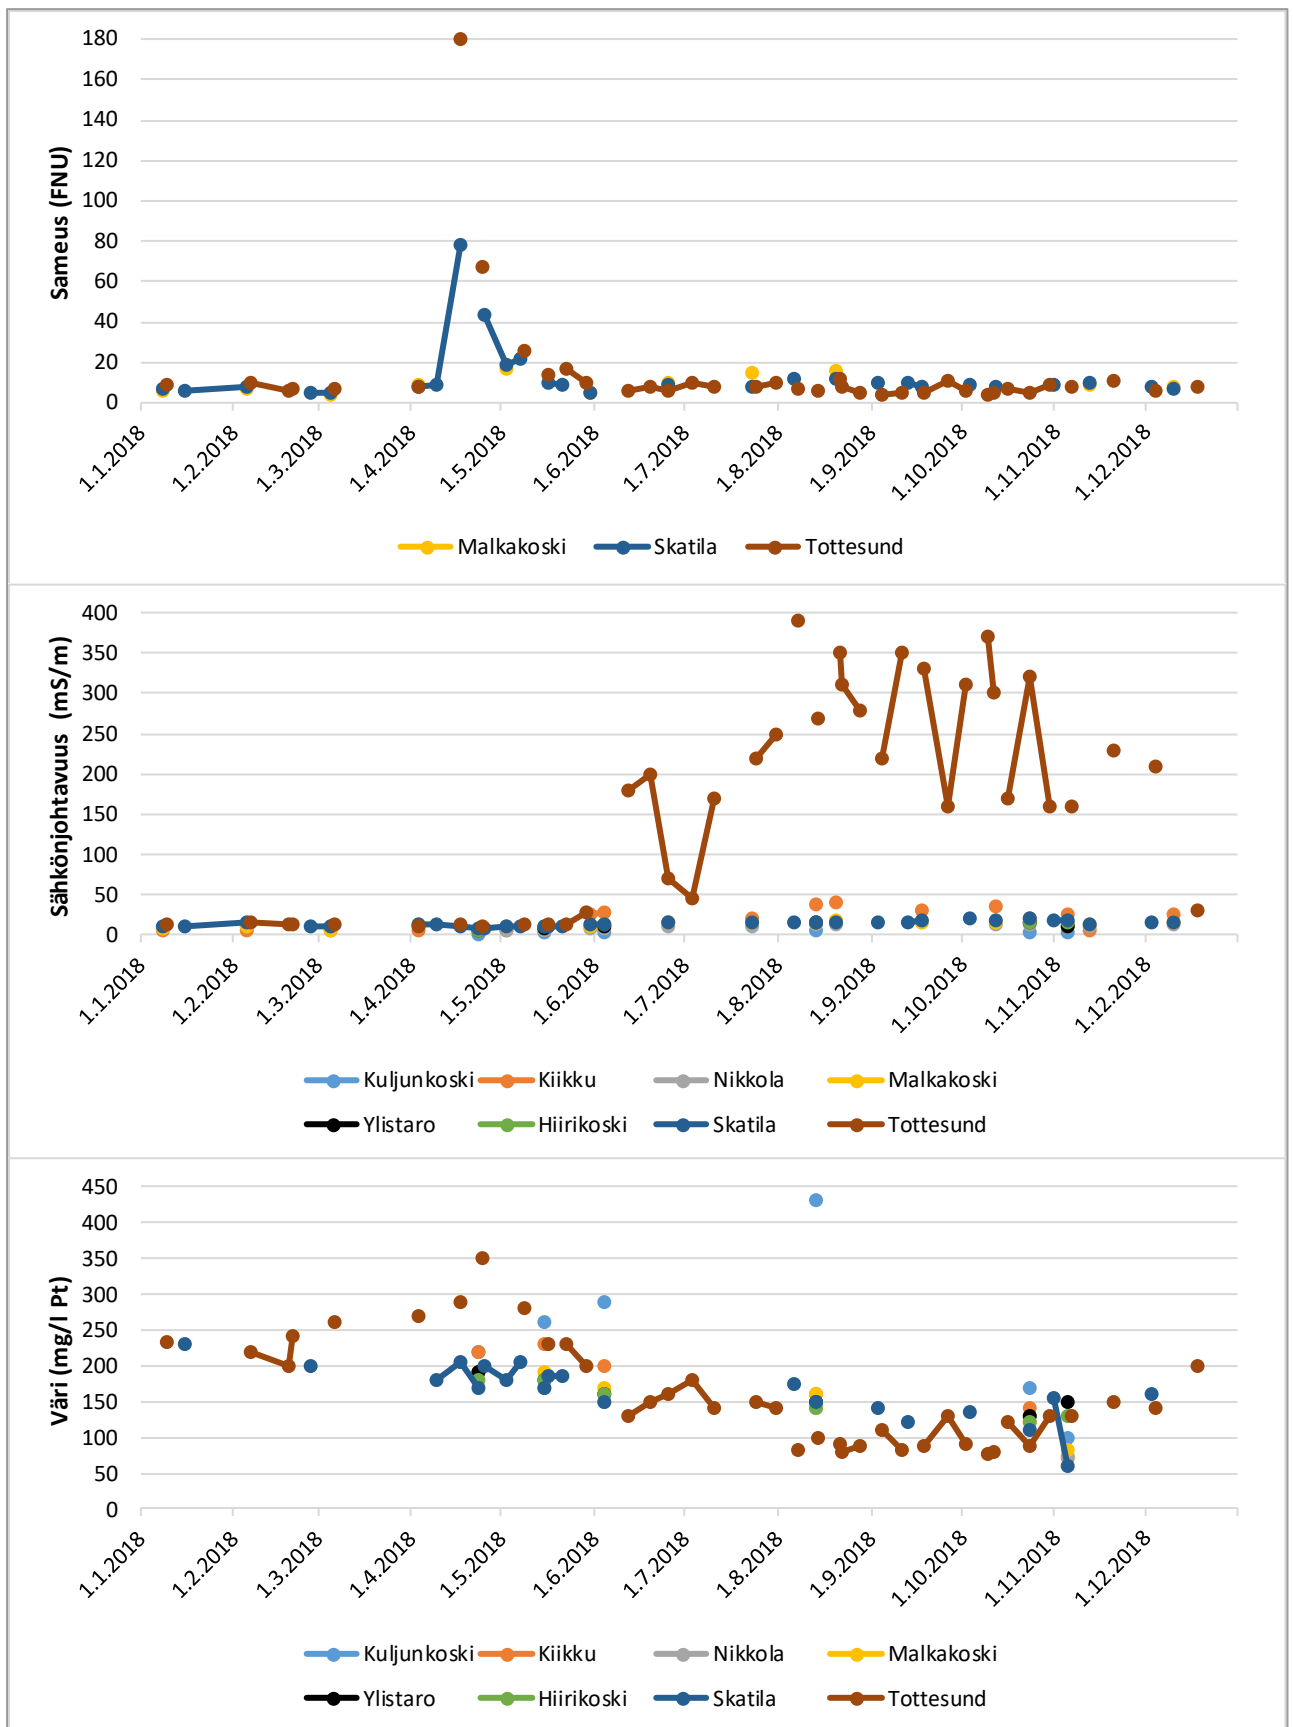 180
160
140
120
100
80
60
40
20
0
Sameus (FNU)
1.1.2018 1.2.2018 1.3.2018 1.4.2018 1.5.2018 1.6.2018 1.7.2018 1.8.2018 1.9.2018 1.10.2018 1.11.2018 1.12.2018
Malkakoski Skatila Tottesund
400
350
300
250
200
150
100
50
0
Sähkönjohtavuus (mS/m)
1.1.2018 1.2.2018 1.3.2018 1.4.2018 1.5.2018 1.6.2018 1.7.2018 1.8.2018 1.9.2018 1.10.2018 1.11.2018 1.12.2018
Kuljunkoski Kiikku Nikkola Malkakoski
Ylistaro Hiirikoski Skatila Tottesund
450
400
350
300
250
200
150
100
50
0
Väri (mg/l Pt)
1.1.2018 1.2.2018 1.3.2018 1.4.2018 1.5.2018 1.6.2018 1.7.2018 1.8.2018 1.9.2018 1.10.2018 1.11.2018 1.12.2018
Kuljunkoski Kiikku Nikkola Malkakoski
Ylistaro Hiirikoski Skatila Tottesund